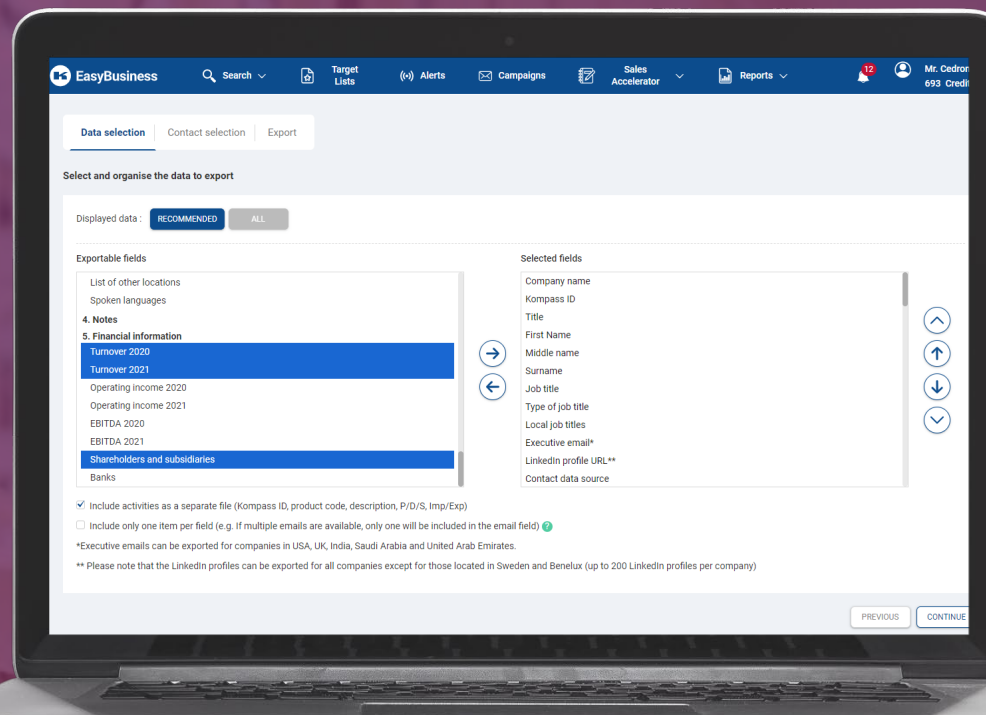 EasyBusiness
Search
Target
Lists
Alerts
Campaigns
Sales
Accelerator
Reports
12
Mr. Cedron
693 Credit
Data selection
Contact selection
Export
Select and organise the data to export
Displayed data :
RECOMMENDED
ALL
Exportable fields
List of other locations
Spoken languages
4. Notes
5. Financial information
Turnover 2020
Turnover 2021
Operating income 2020
Operating income 2021
EBITDA 2020
EBITDA 2021
Shareholders and subsidiaries
Banks
Selected fields
Company name
Kompass ID
Title
First Name
Middle name
Surname
Job title
Type of job title
Local job titles
Executive email*
LinkedIn profile URL**
Contact data source
Include activities as a separate file (Kompass ID, product code, description, P/D/S, Imp/Exp)
Include only one item per field (e.g. If multiple emails are available, only one will be included in the email field) ?
*Executive emails can be exported for companies in USA, UK, India, Saudi Arabia and United Arab Emirates.
** Please note that the LinkedIn profiles can be exported for all companies except for those located in Sweden and Benelux (up to 200 LinkedIn profiles per company)
PREVIOUS
CONTINUE